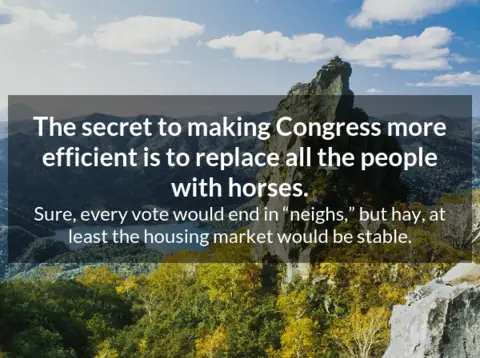 The secret to making Congress more
efficient is to replace all the people
with horses.
Sure, every vote would end in “neighs,” but hay, at
least the housing market would be stable.